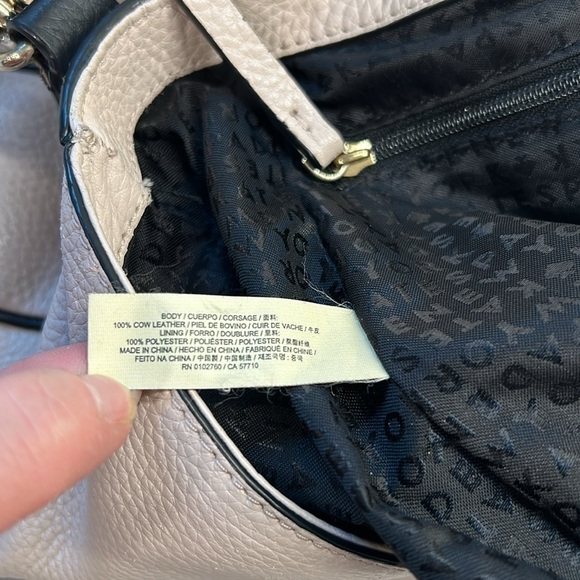 BODY / CUERPO / CORSAGE / 面料:
100% COW LEATHER / PIEL DE BOVINO / CUIR DE VACHE / 牛皮
LINING / FORRO / DOUBLURE / 里料:
100% POLYESTER / POLIÉSTER / POLYESTER / 聚酯纤维
MADE IN CHINA / HECHO EN CHINA / FABRIQUÉ EN CHINE /
FEITO NA CHINA / 中国製 / 中国制造 / 제조국명: 중국
RN 0102760 / CA 57710